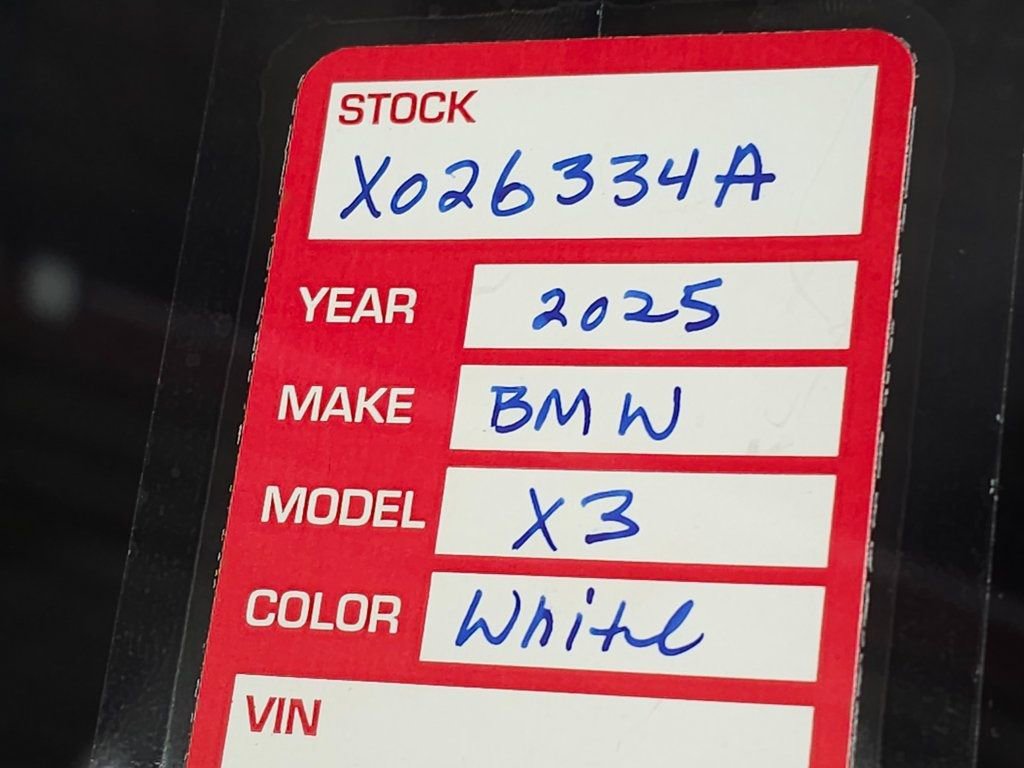 STOCK
X026334A
YEAR 2025
MAKE BMW
MODEL X3
COLOR White
VIN